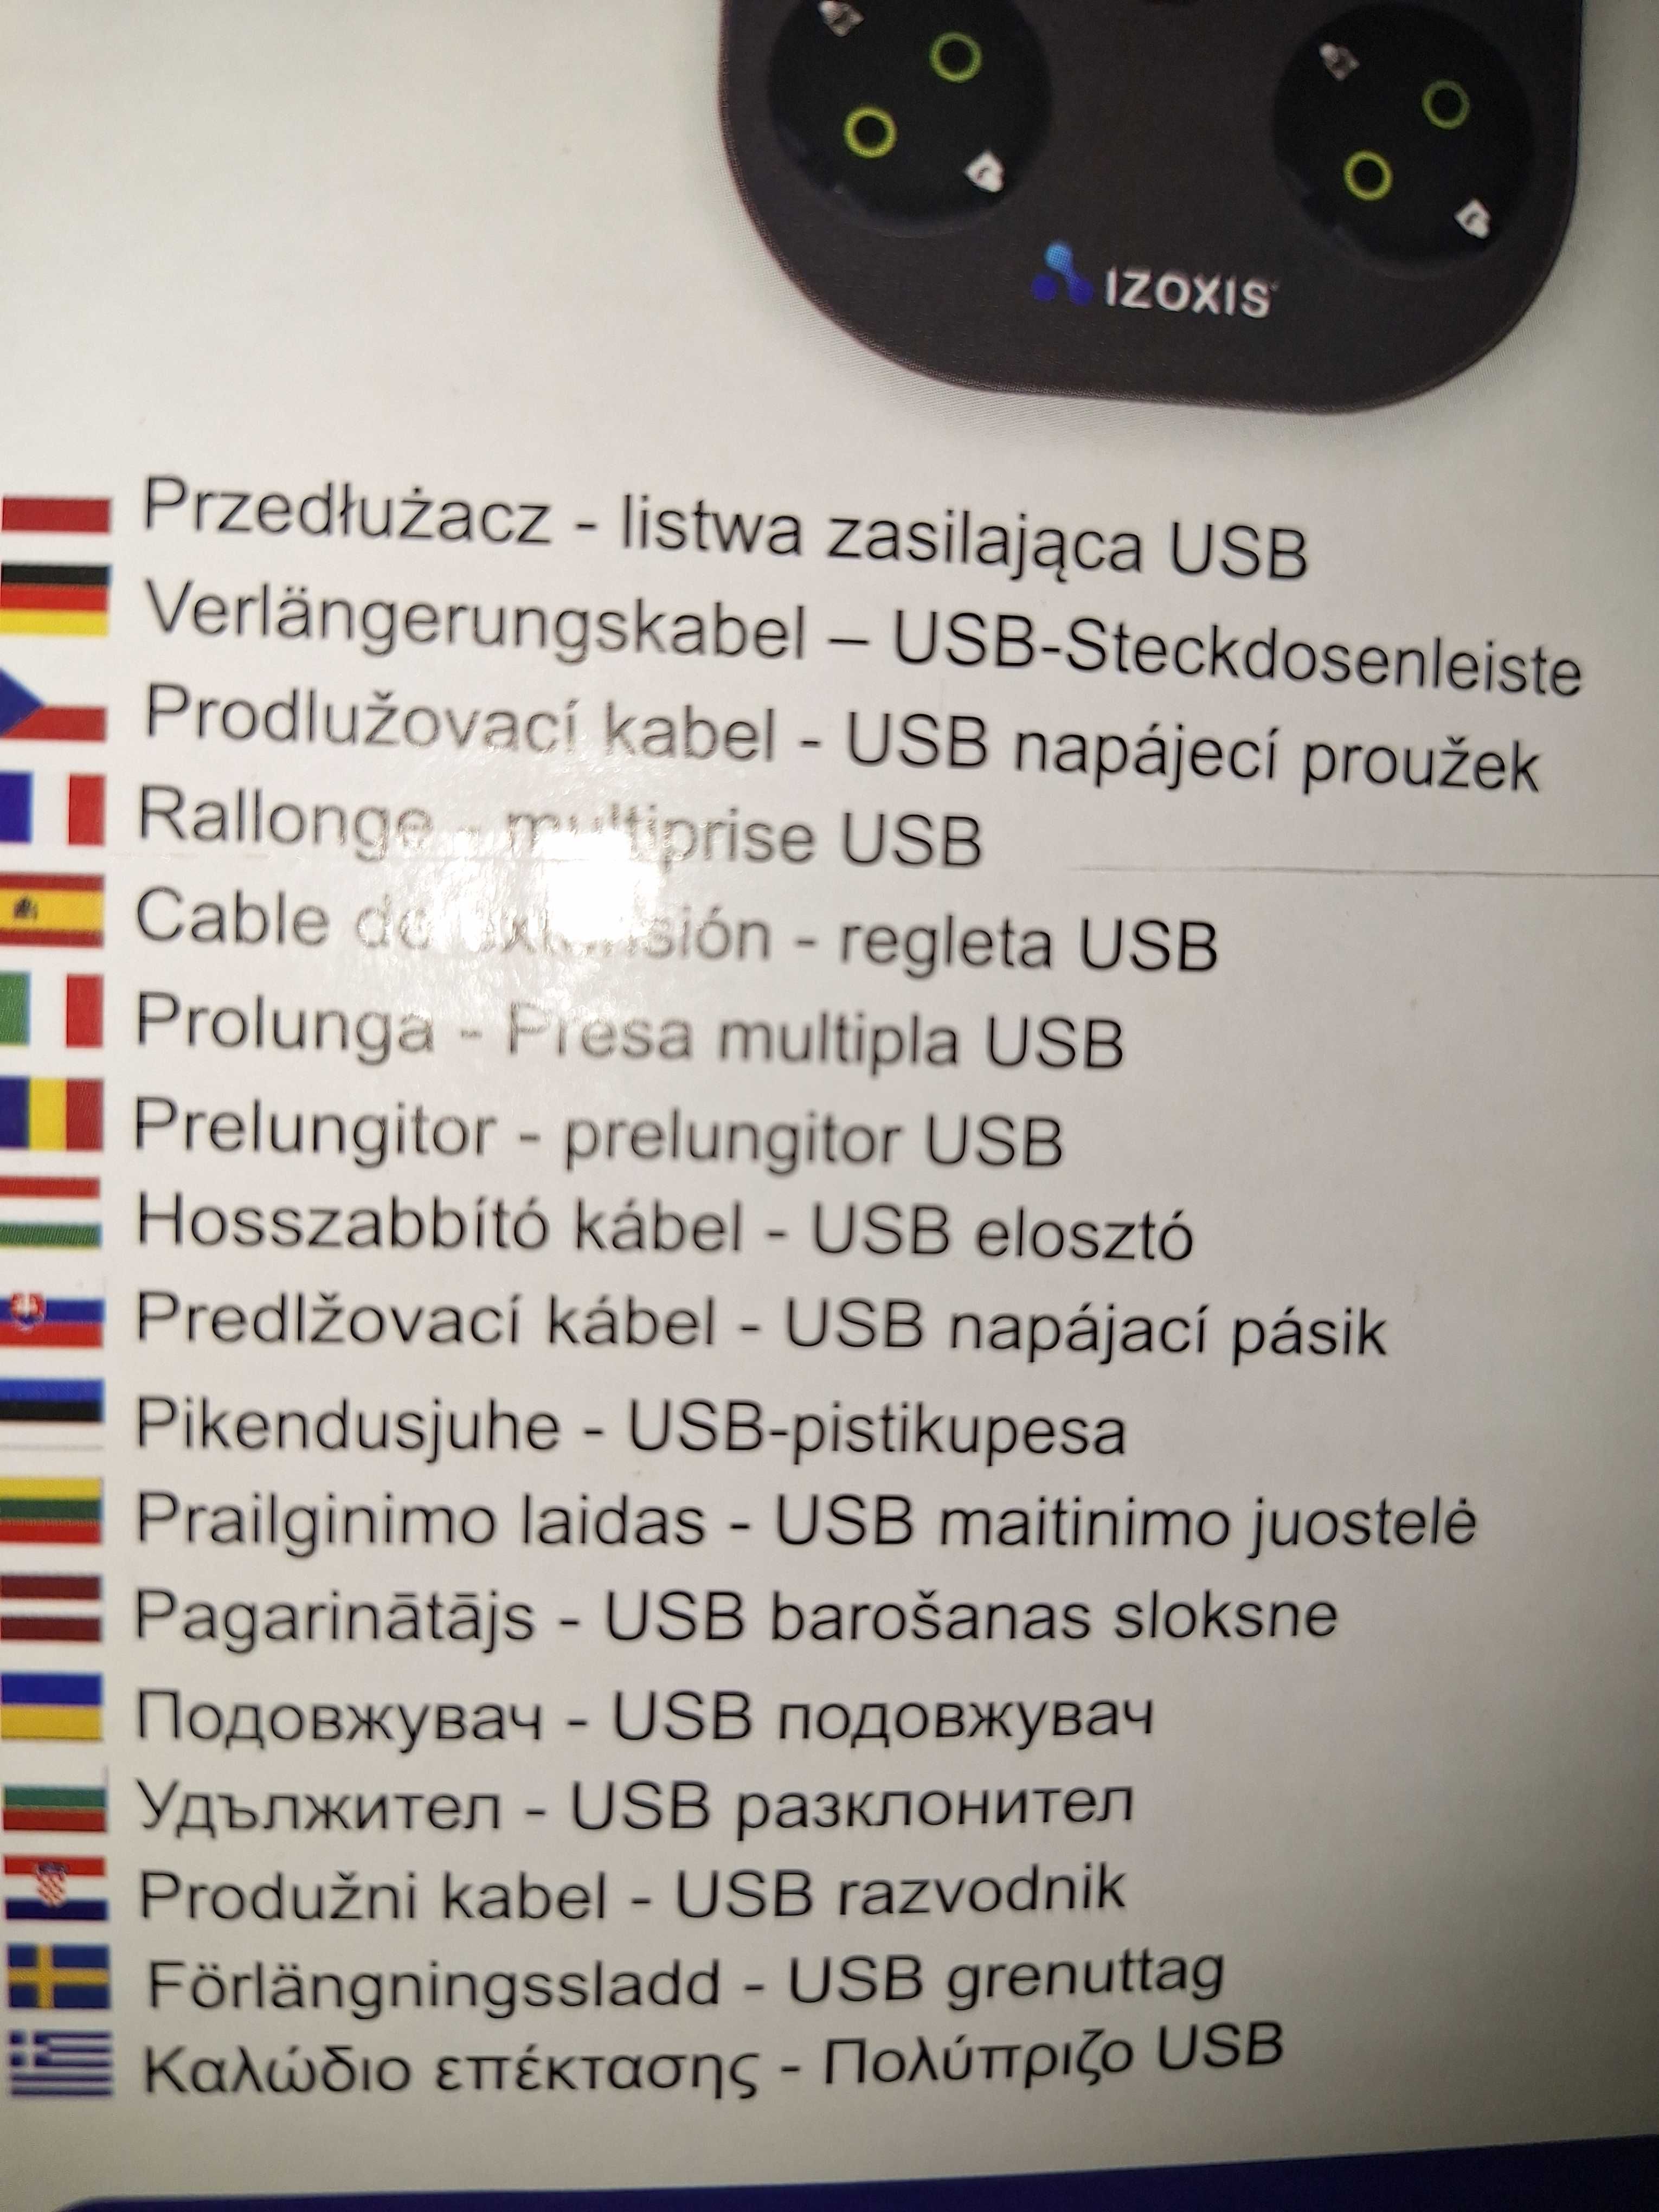 IZOXIS
Przedłużacz - listwa zasilająca USB
Verlängerungskabel – USB-Steckdosenleiste
Prodlužovací kabel - USB napájecí proužek
Rallonge - multiprise USB
Cable de extensión - regleta USB
Prolunga - Presa multipla USB
Prelungitor - prelungitor USB
Hosszabbító kábel - USB elosztó
Predlžovací kábel - USB napájací pásik
Pikendusjuhe - USB-pistikupesa
Prailginimo laidas - USB maitinimo juostelė
Pagarinātājs - USB barošanas sloksne
Подовжувач - USB подовжувач
Удължител - USB разклонител
Produžni kabel - USB razvodnik
Förlängningssladd - USB grenuttag
Καλώδιο επέκτασης - Πολύπριζο USB